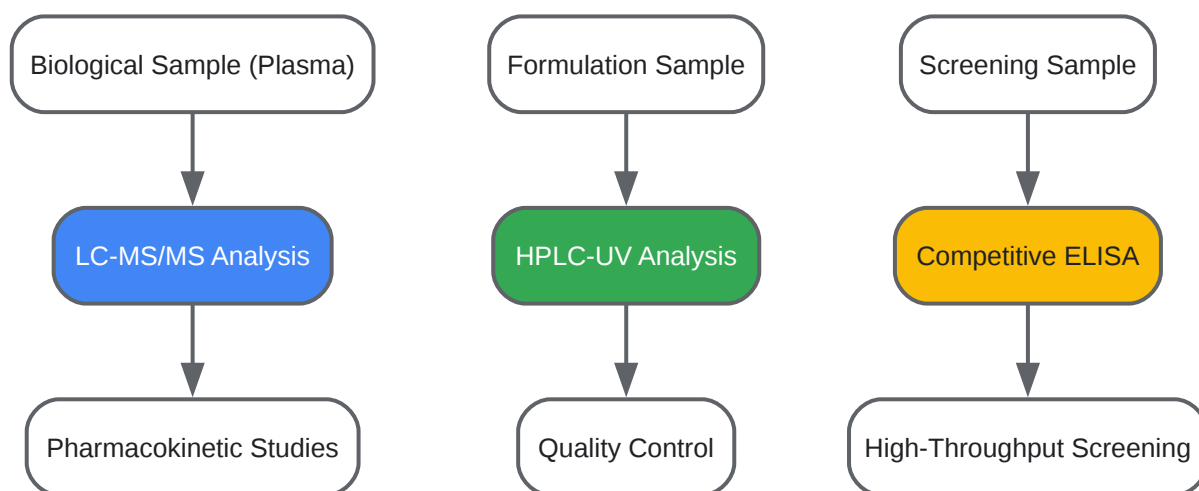 Biological Sample (Plasma)
Formulation Sample
Screening Sample
LC-MS/MS Analysis
HPLC-UV Analysis
Competitive ELISA
Pharmacokinetic Studies
Quality Control
High-Throughput Screening